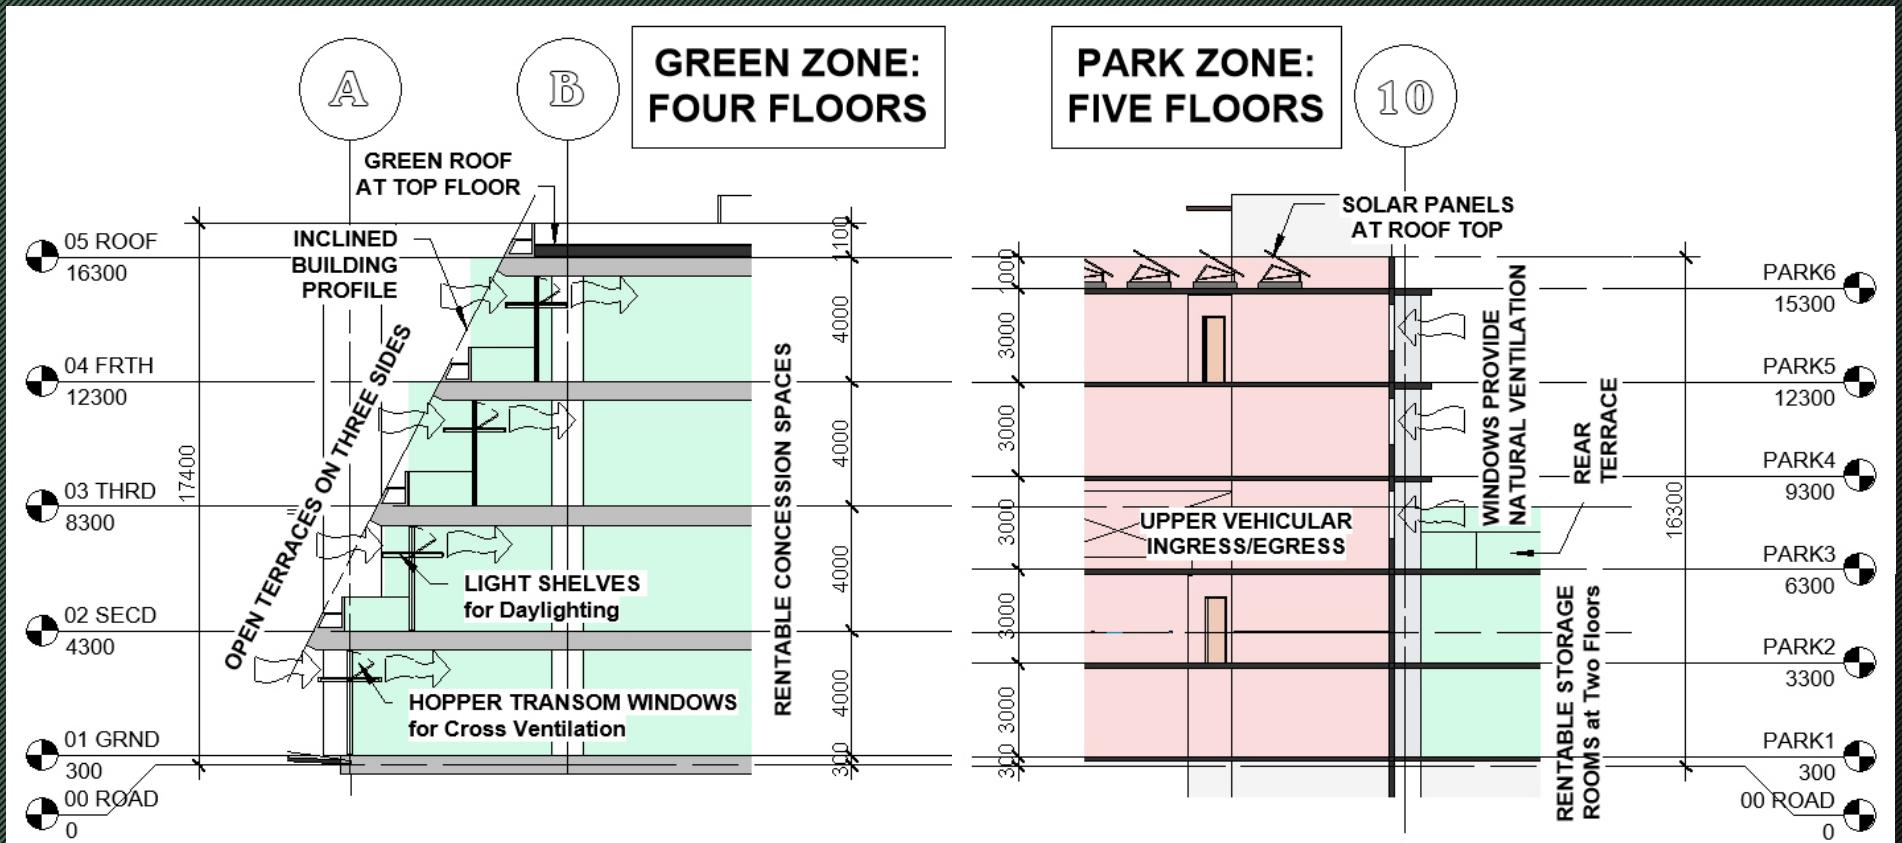 A
B
GREEN ZONE:
FOUR FLOORS
PARK ZONE:
FIVE FLOORS
10
GREEN ROOF
AT TOP FLOOR
INCLINED
BUILDING
PROFILE
05 ROOF
16300
04 FRTH
12300
03 THRD
8300
02 SECD
4300
01 GRND
300
00 ROAD
0
17400
OPEN TERRACES ON THREE SIDES
LIGHT SHELVES
for Daylighting
HOPPER TRANSOM WINDOWS
for Cross Ventilation
RENTABLE CONCESSION SPACES
1100
4000
4000
4000
4000
300
1000
3000
3000
3000
3000
3000
300
SOLAR PANELS
AT ROOF TOP
UPPER VEHICULAR
INGRESS/EGRESS
WINDOWS PROVIDE
NATURAL VENTILATION
REAR
TERRACE
RENTABLE STORAGE
ROOMS at Two Floors
16300
PARK6
15300
PARK5
12300
PARK4
9300
PARK3
6300
PARK2
3300
PARK1
300
00 ROAD
0